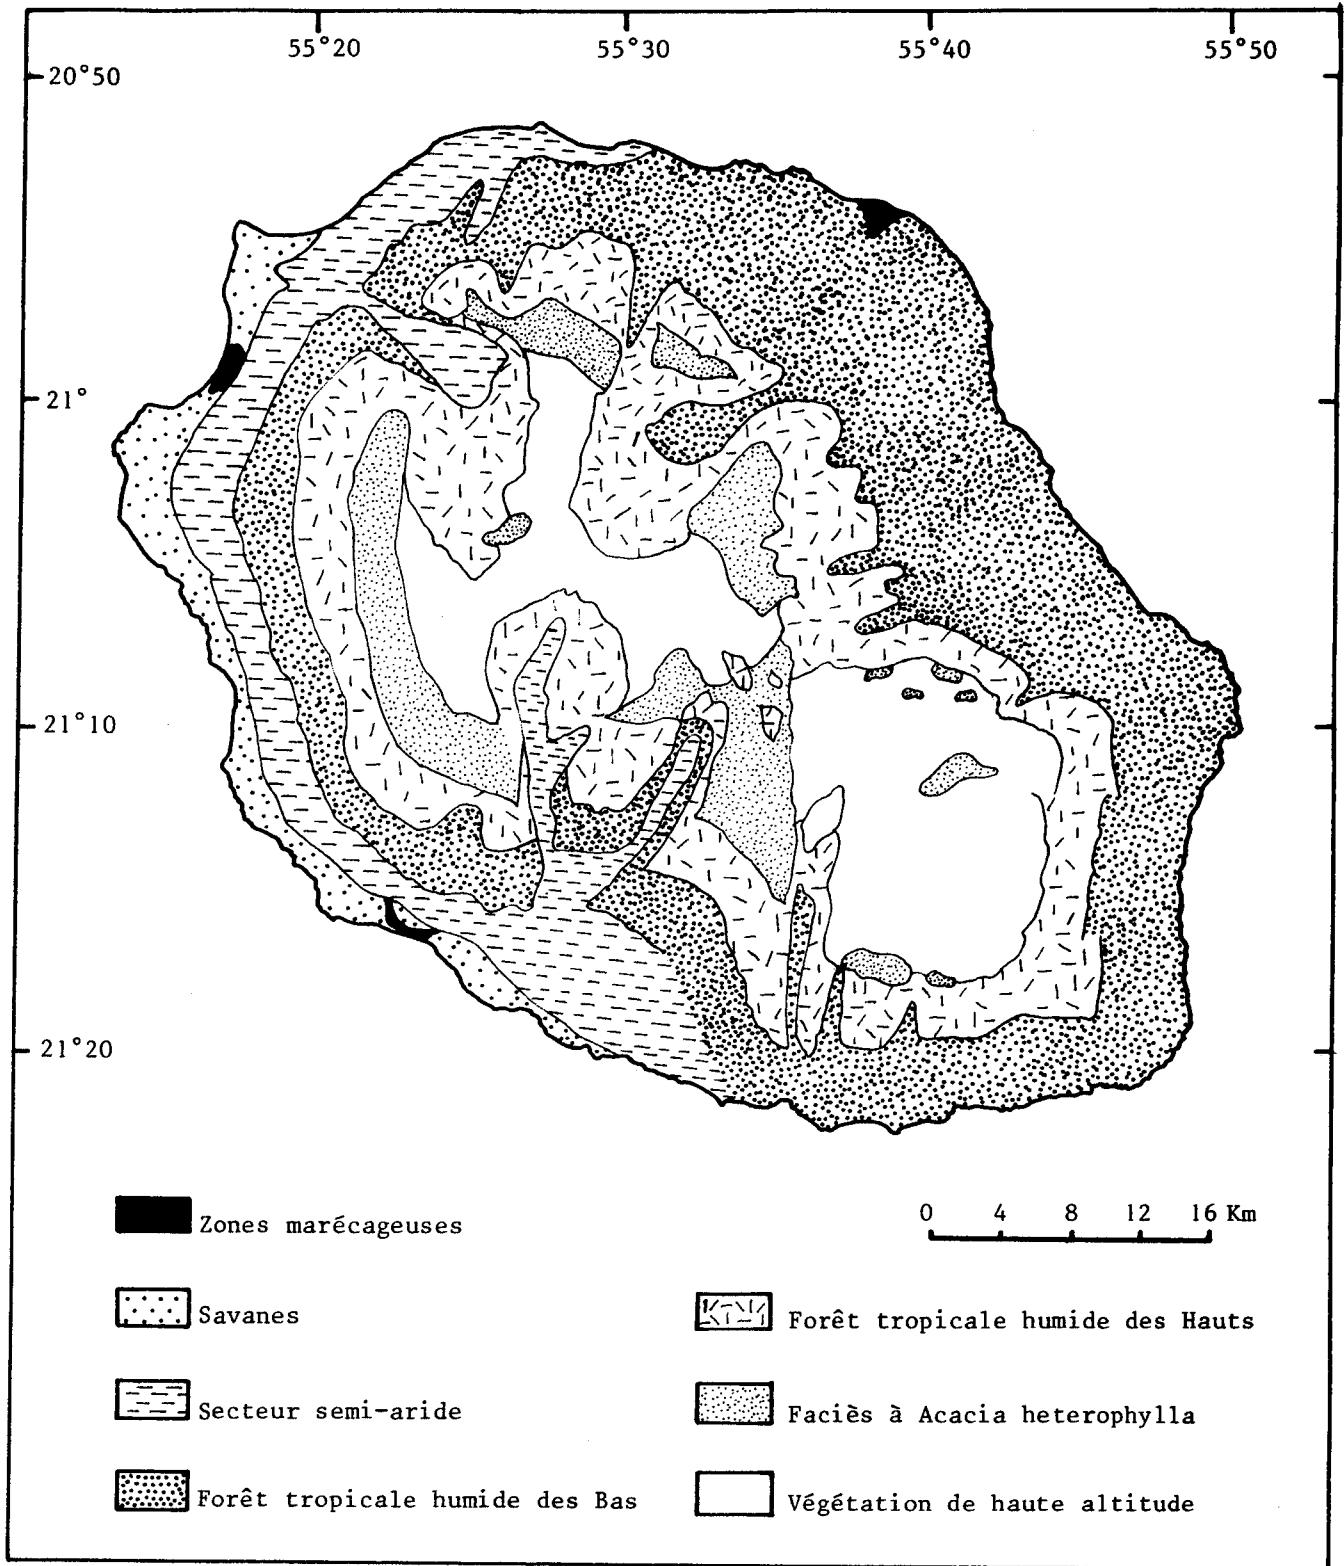 55°20 55°30 55°40 55°50
20°50
21°
21°10
21°20
0 4 8 12 16 Km
Zones marécageuses
Savanes
Secteur semi-aride
Forêt tropicale humide des Bas
Forêt tropicale humide des Hauts
Faciès à Acacia heterophylla
Végétation de haute altitude